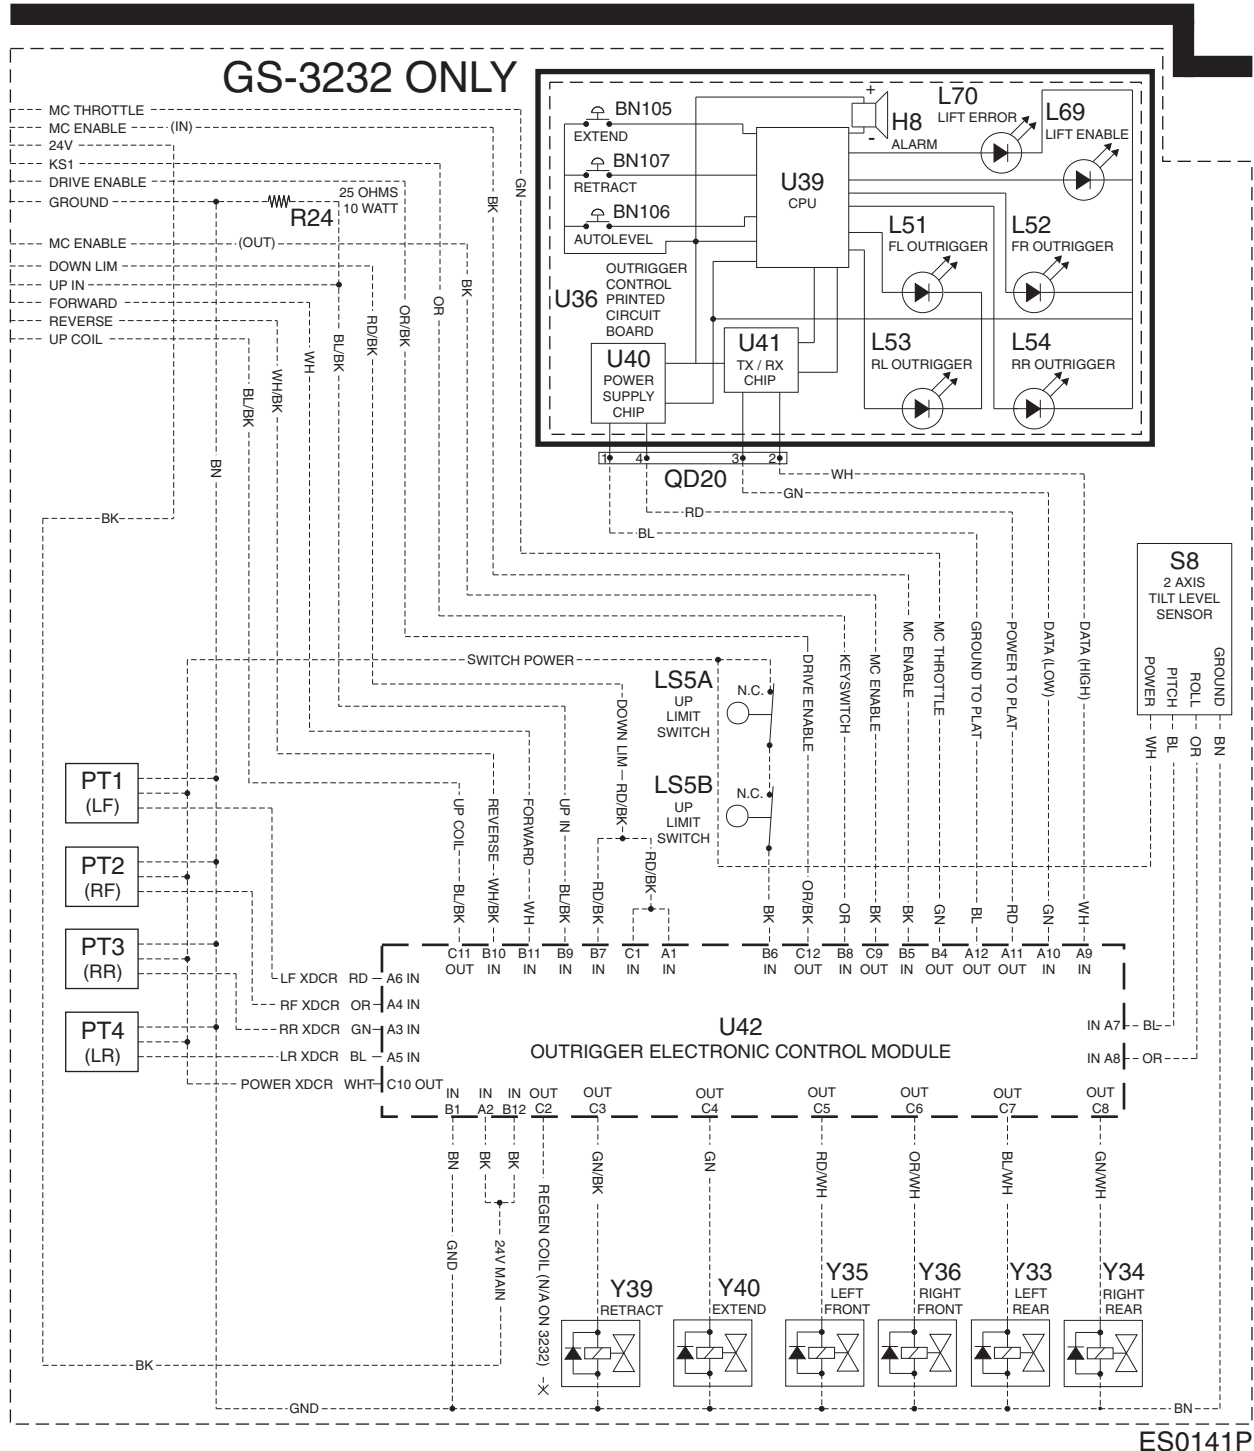 GS-3232 ONLY
MC THROTTLE
MC ENABLE (IN)
24V
KS1
DRIVE ENABLE
GROUND
25 OHMS
10 WATT
R24
MC ENABLE (OUT)
DOWN LIM
UP IN
FORWARD
REVERSE
UP COIL
BN105
EXTEND
BN107
RETRACT
BN106
AUTOLEVEL
U36
OUTRIGGER
CONTROL
PRINTED
CIRCUIT
BOARD
U39
CPU
+
H8
-
ALARM
L70
LIFT ERROR
L69
LIFT ENABLE
L51
FL OUTRIGGER
L52
FR OUTRIGGER
L53
RL OUTRIGGER
L54
RR OUTRIGGER
U40
POWER
SUPPLY
CHIP
U41
TX / RX
CHIP
1 4 3 2
QD20
WH
GN
RD
BL
GN
BK
BK
OR
OR/BK
RD/BK
BL/BK
WH
WH/BK
BL/BK
BN
BK
S8
2 AXIS
TILT LEVEL
SENSOR
POWER
PITCH
ROLL
GROUND
WH
BL
OR
BN
SWITCH POWER
LS5A
UP
LIMIT
SWITCH
N.C.
LS5B
UP
LIMIT
SWITCH
N.C.
UP COIL BL/BK
REVERSE WH/BK
FORWARD WH
UP IN BL/BK
DOWN LIM RD/BK
RD/BK
RD/BK
BK
DRIVE ENABLE OR/BK
KEYSWITCH OR
MC ENABLE BK
MC ENABLE BK
MC THROTTLE GN
GROUND TO PLAT BL
POWER TO PLAT RD
DATA (LOW) GN
DATA (HIGH) WH
PT1
(LF)
PT2
(RF)
PT3
(RR)
PT4
(LR)
C11 B10 B11 B9 B7 C1 A1 B6 C12 B8 C9 B5 B4 A12 A11 A10 A9
OUT IN IN IN IN IN IN IN OUT IN OUT IN OUT OUT OUT IN IN
LF XDCR RD A6 IN
RF XDCR OR A4 IN
RR XDCR GN A3 IN
LR XDCR BL A5 IN
POWER XDCR WHT C10 OUT
U42
OUTRIGGER ELECTRONIC CONTROL MODULE
IN A7 BL
IN A8 OR
IN IN IN OUT OUT OUT OUT OUT OUT OUT
B1 A2 B12 C2 C3 C4 C5 C6 C7 C8
BN
GND
BK
BK
24V MAIN
REGEN COIL (N/A ON 3232)
GN/BK
GN
RD/WH
OR/WH
BL/WH
GN/WH
Y39
RETRACT
Y40
EXTEND
Y35
LEFT
FRONT
Y36
RIGHT
FRONT
Y33
LEFT
REAR
Y34
RIGHT
REAR
BK
GND
BN
ES0141P